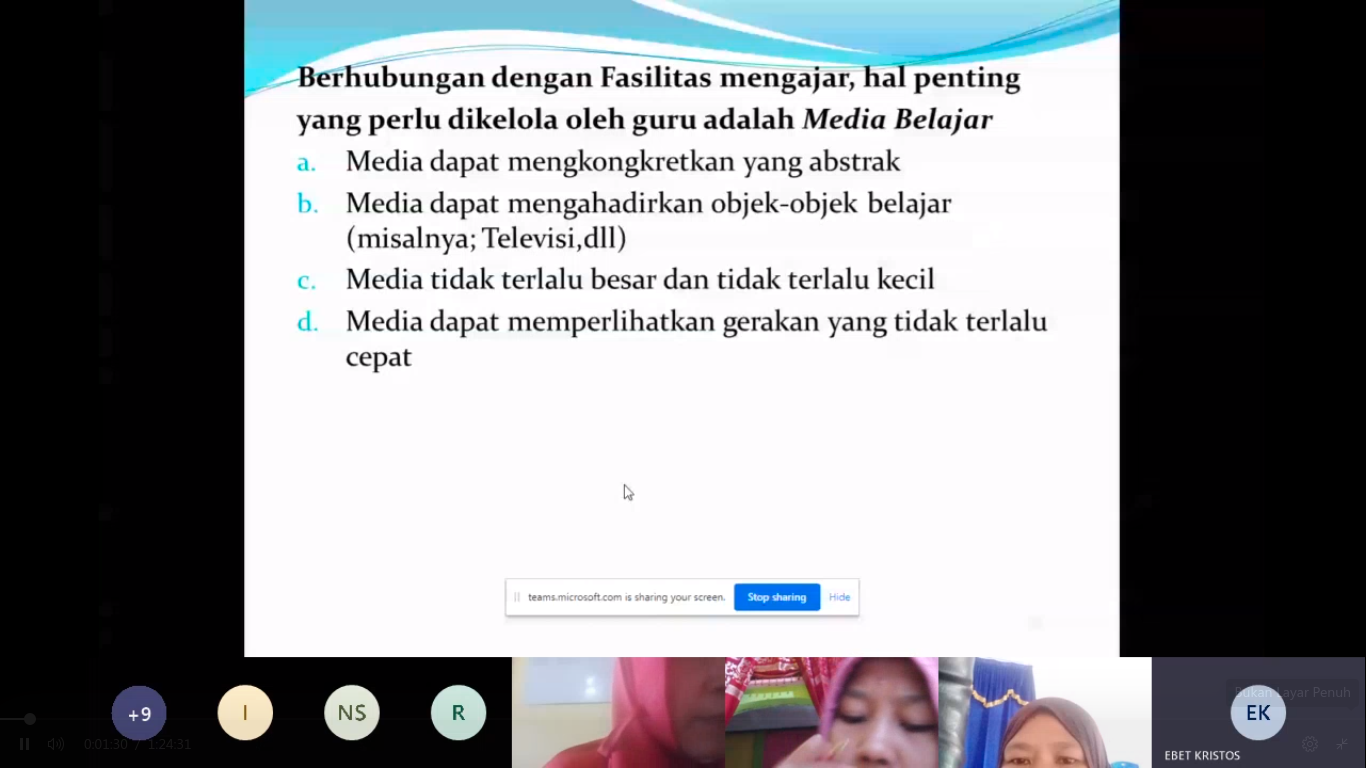 Berhubungan dengan Fasilitas mengajar, hal penting
yang perlu dikelola oleh guru adalah Media Belajar
a. Media dapat mengkongkretkan yang abstrak
b. Media dapat mengahadirkan objek-objek belajar
(misalnya; Televisi,dll)
c. Media tidak terlalu besar dan tidak terlalu kecil
d. Media dapat memperlihatkan gerakan yang tidak terlalu
cepat
teams.microsoft.com is sharing your screen. Stop sharing Hide
Bukan Layar Penuh
+9 I NS R EK
0:01:30 / 1:24:31
EBET KRISTOS